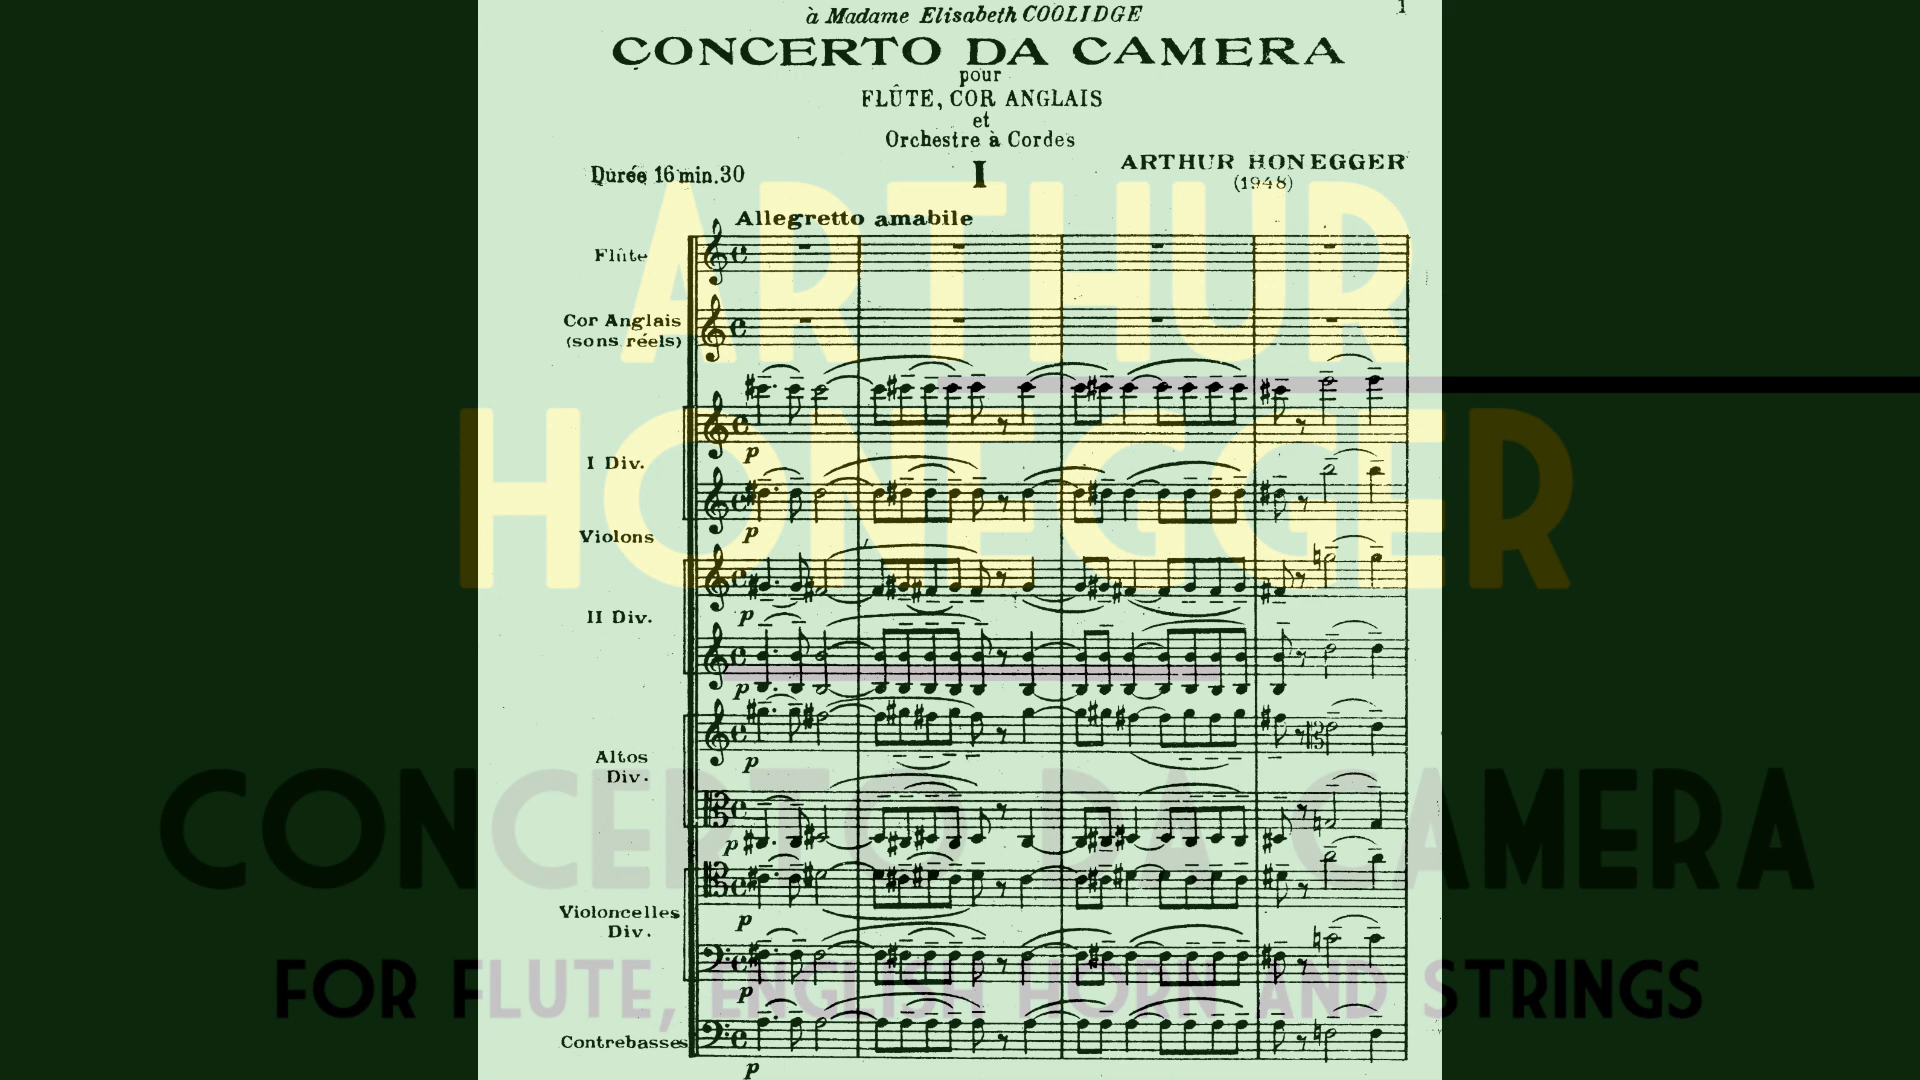 à Madame Elisabeth COOLIDGE
1
CONCERTO DA CAMERA
pour
FLÛTE, COR ANGLAIS
et
Orchestre à Cordes
Durée 16 min. 30
I
ARTHUR HONEGGER
(1948)
Allegretto amabile
Flûte
Cor Anglais
(sons réels)
p
I Div.
p
Violons
p
II Div.
p
p
Altos
Div.
p
p
Violoncelles
Div.
p
Contrebasses
p
ARTHUR
HONEGGER
CONCERTO DA CAMERA
FOR FLUTE, ENGLISH HORN AND STRINGS